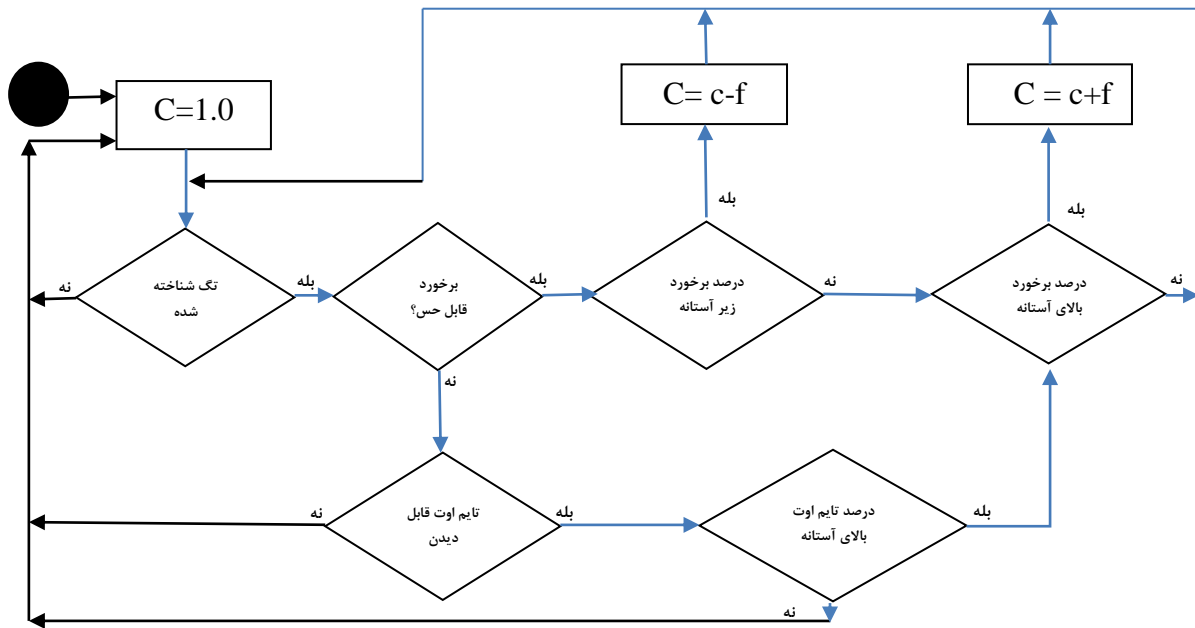 C=1.0
C= c-f
C = c+f
بله
بله
تگ شناخته
شده
نه
بله
برخورد
قابل حس؟
بله
نه
درصد برخورد
زیر آستانه
نه
درصد برخورد
بالای آستانه
نه
تایم اوت قابل
دیدن
نه
بله
درصد تایم اوت
بالای آستانه
بله
نه